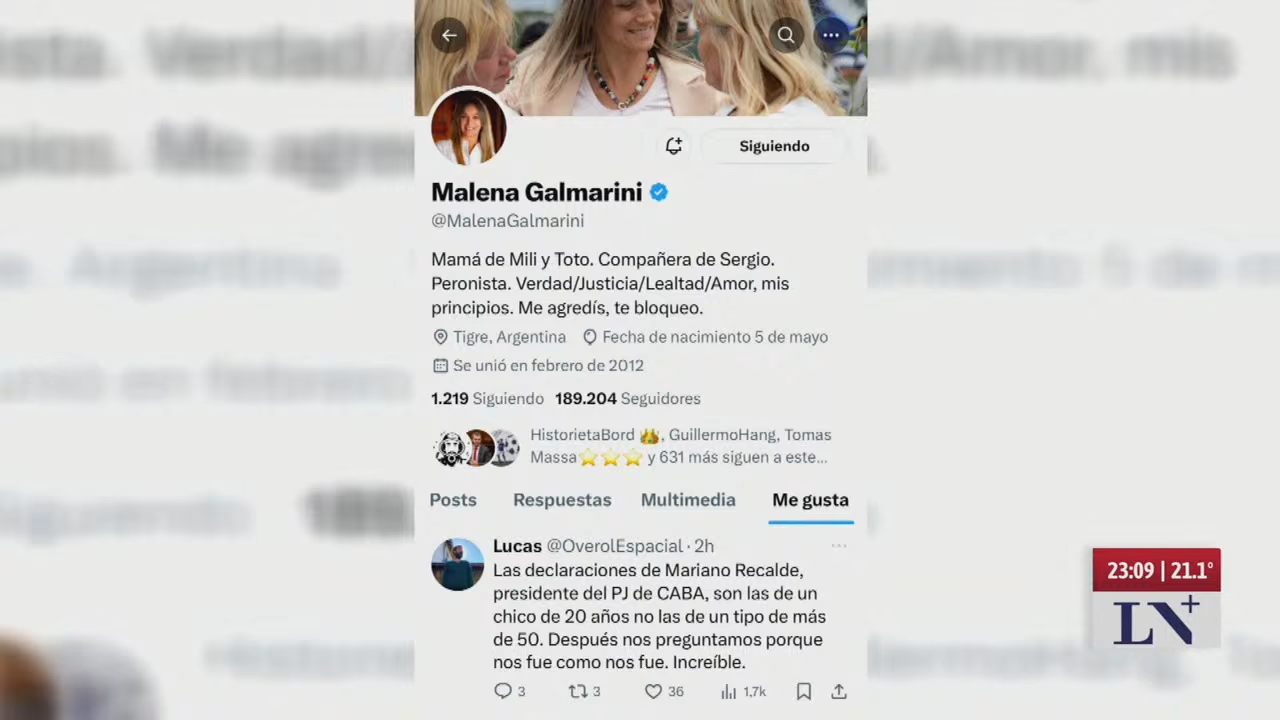 Siguiendo
Malena Galmarini
@MalenaGalmarini
Mamá de Mili y Toto. Compañera de Sergio.
Peronista. Verdad/Justicia/Lealtad/Amor, mis
principios. Me agredís, te bloqueo.
Tigre, Argentina Fecha de nacimiento 5 de mayo
Se unió en febrero de 2012
1.219 Siguiendo 189.204 Seguidores
HistorietaBord 👑, GuillermoHang, Tomas
Massa⭐⭐⭐ y 631 más siguen a este...
Posts Respuestas Multimedia Me gusta
Lucas @OverolEspacial · 2h
Las declaraciones de Mariano Recalde,
presidente del PJ de CABA, son las de un
chico de 20 años no las de un tipo de más
de 50. Después nos preguntamos porque
nos fue como nos fue. Increíble.
3 3 36 1,7k
23:09 | 21.1°
LN+